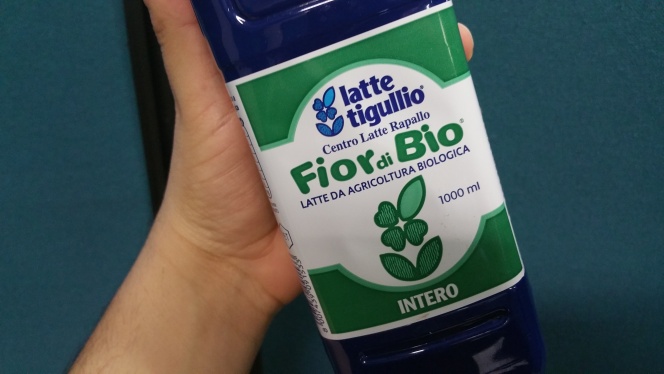 latte
tigullio®
Centro Latte Rapallo
Fior di Bio®
LATTE DA AGRICOLTURA BIOLOGICA
1000 ml
INTERO